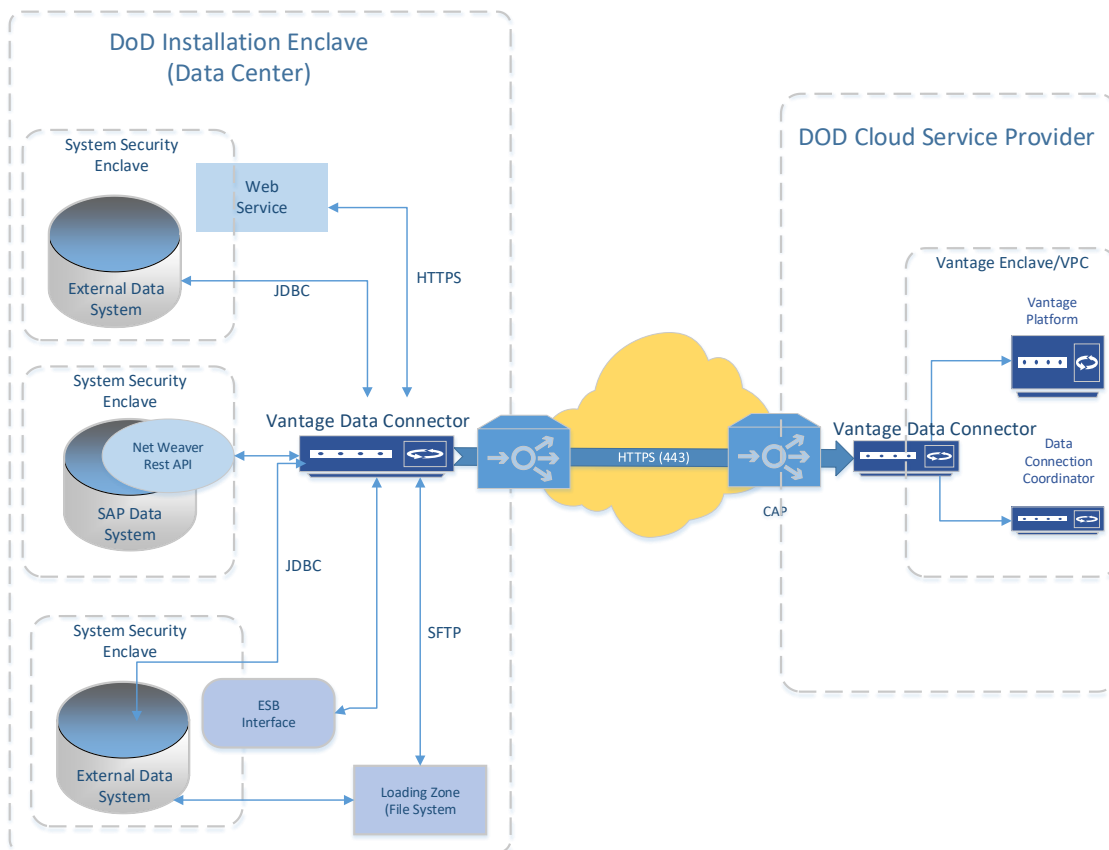 DoD Installation Enclave
(Data Center)
System Security
Enclave
Web
Service
External Data
System
JDBC
HTTPS
System Security
Enclave
Net Weaver
Rest API
SAP Data
System
Vantage Data Connector
JDBC
SFTP
System Security
Enclave
ESB
Interface
External Data
System
Loading Zone
(File System
HTTPS (443)
CAP
DOD Cloud Service Provider
Vantage Enclave/VPC
Vantage
Platform
Vantage Data Connector
Data
Connection
Coordinator